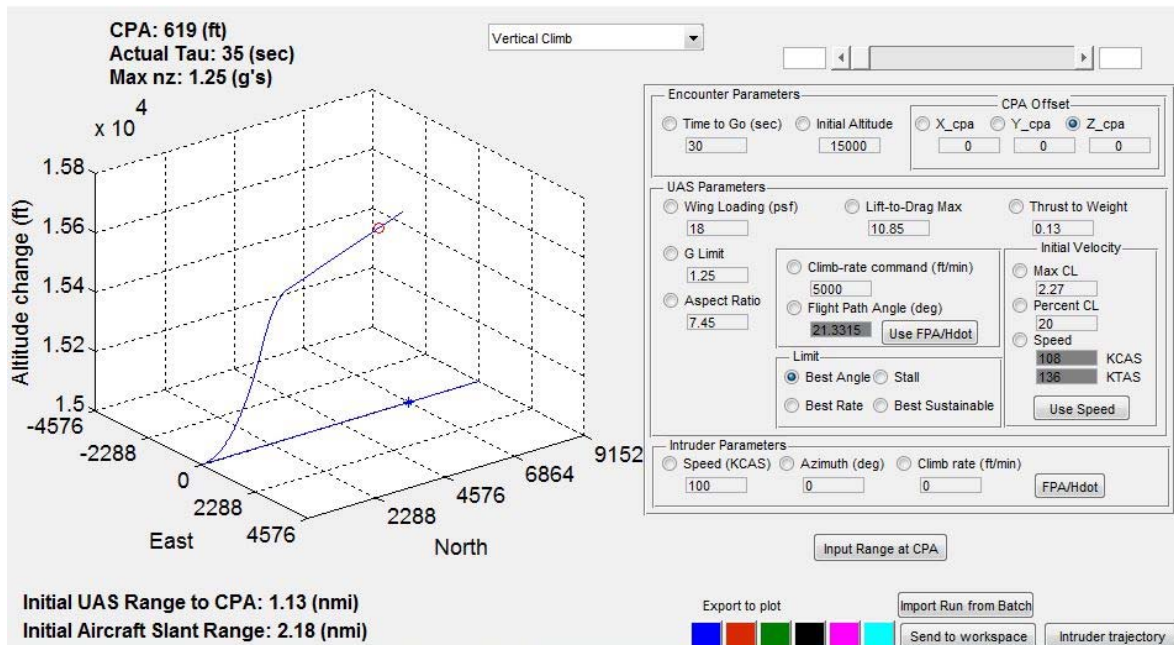 CPA: 619 (ft)
Actual Tau: 35 (sec)
Max nz: 1.25 (g's)
Vertical Climb
x 10
4
Altitude change (ft)
1.58
1.56
1.54
1.52
1.5
-4576
-2288
0
2288
4576
East
2288
4576
6864
9152
North
Initial UAS Range to CPA: 1.13 (nmi)
Initial Aircraft Slant Range: 2.18 (nmi)
Encounter Parameters
Time to Go (sec)
30
Initial Altitude
15000
CPA Offset
X_cpa
0
Y_cpa
0
Z_cpa
0
UAS Parameters
Wing Loading (psf)
18
Lift-to-Drag Max
10.85
Thrust to Weight
0.13
G Limit
1.25
Aspect Ratio
7.45
Climb-rate command (ft/min)
5000
Flight Path Angle (deg)
21.3315
Use FPA/Hdot
Limit
Best Angle
Stall
Best Rate
Best Sustainable
Initial Velocity
Max CL
2.27
Percent CL
20
Speed
108 KCAS
136 KTAS
Use Speed
Intruder Parameters
Speed (KCAS)
100
Azimuth (deg)
0
Climb rate (ft/min)
0
FPA/Hdot
Input Range at CPA
Export to plot
Import Run from Batch
Send to workspace
Intruder trajectory